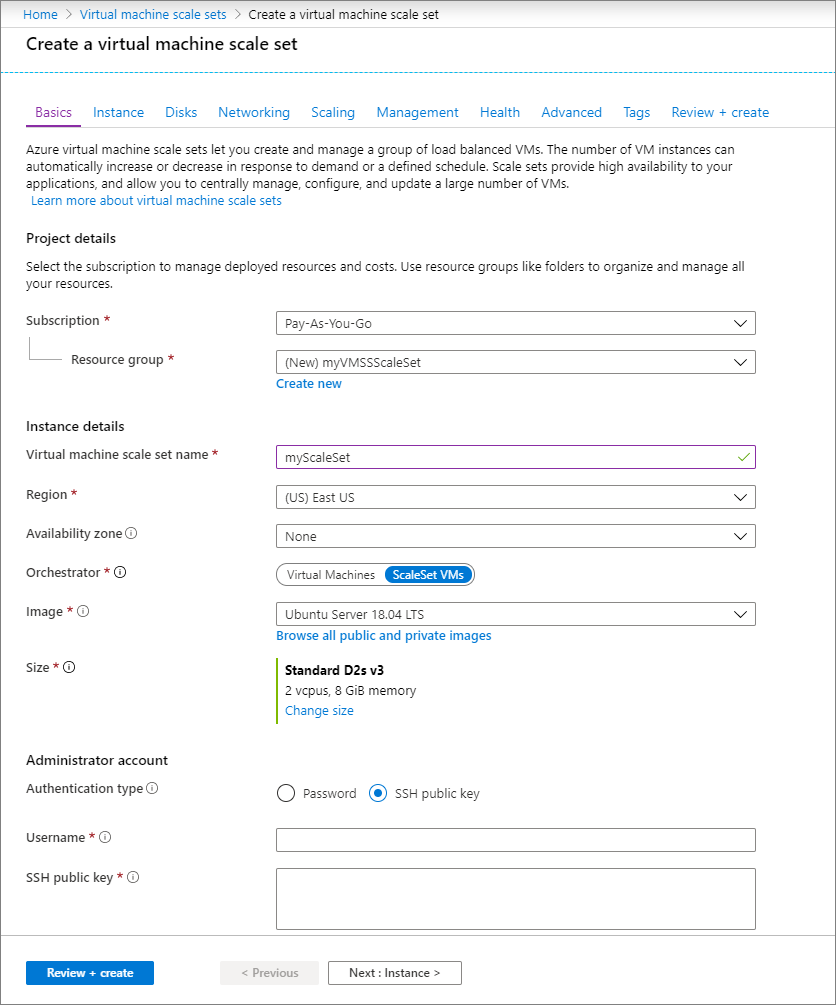 Home > Virtual machine scale sets > Create a virtual machine scale set
Create a virtual machine scale set
Basics Instance Disks Networking Scaling Management Health Advanced Tags Review + create
Azure virtual machine scale sets let you create and manage a group of load balanced VMs. The number of VM instances can
automatically increase or decrease in response to demand or a defined schedule. Scale sets provide high availability to your
applications, and allow you to centrally manage, configure, and update a large number of VMs.
Learn more about virtual machine scale sets
Project details
Select the subscription to manage deployed resources and costs. Use resource groups like folders to organize and manage all
your resources.
Subscription * Pay-As-You-Go
Resource group * (New) myVMSSScaleSet
Create new
Instance details
Virtual machine scale set name * myScaleSet
Region * (US) East US
Availability zone None
Orchestrator * Virtual Machines ScaleSet VMs
Image * Ubuntu Server 18.04 LTS
Browse all public and private images
Size * Standard D2s v3
2 vcpus, 8 GiB memory
Change size
Administrator account
Authentication type Password SSH public key
Username *
SSH public key *
Review + create < Previous Next : Instance >